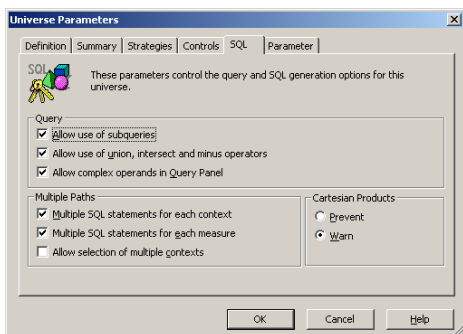 Universe Parameters
Definition Summary Strategies Controls SQL Parameter
SQL
These parameters control the query and SQL generation options for this
universe.
Query
Allow use of subqueries
Allow use of union, intersect and minus operators
Allow complex operands in Query Panel
Multiple Paths
Multiple SQL statements for each context
Multiple SQL statements for each measure
Allow selection of multiple contexts
Cartesian Products
Prevent
Warn
OK Cancel Help